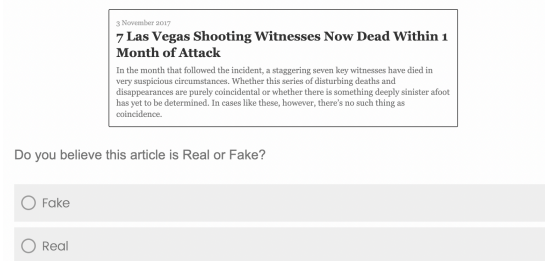 3 November 2017
7 Las Vegas Shooting Witnesses Now Dead Within 1
Month of Attack
In the month that followed the incident, a staggering seven key witnesses have died in
very suspicious circumstances. Whether this series of disturbing deaths and
disappearances are purely coincidental or whether there is something deeply sinister afoot
has yet to be determined. In cases like these, however, there's no such thing as
coincidence.
Do you believe this article is Real or Fake?
Fake
Real